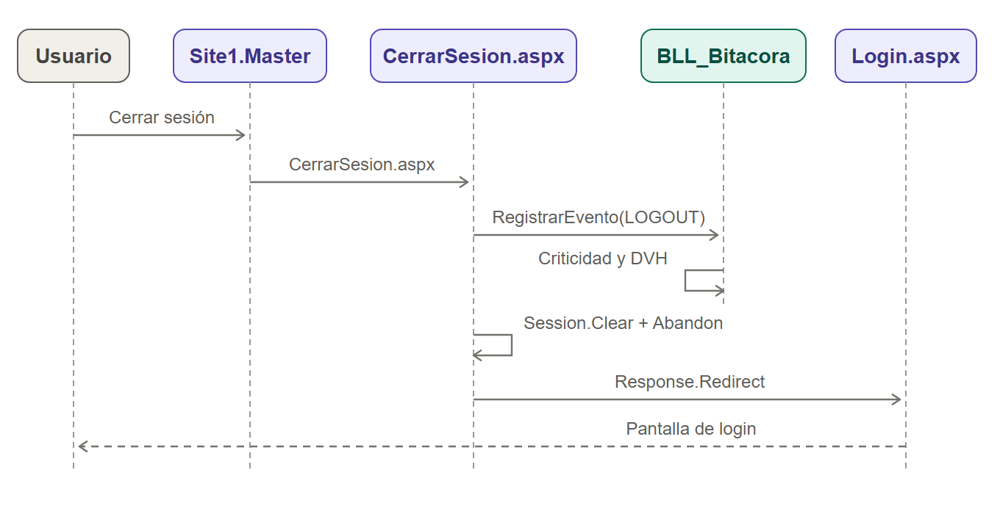 Usuario
Site1.Master
CerrarSesion.aspx
BLL_Bitacora
Login.aspx
Cerrar sesión
CerrarSesion.aspx
RegistrarEvento(LOGOUT)
Criticidad y DVH
Session.Clear + Abandon
Response.Redirect
Pantalla de login